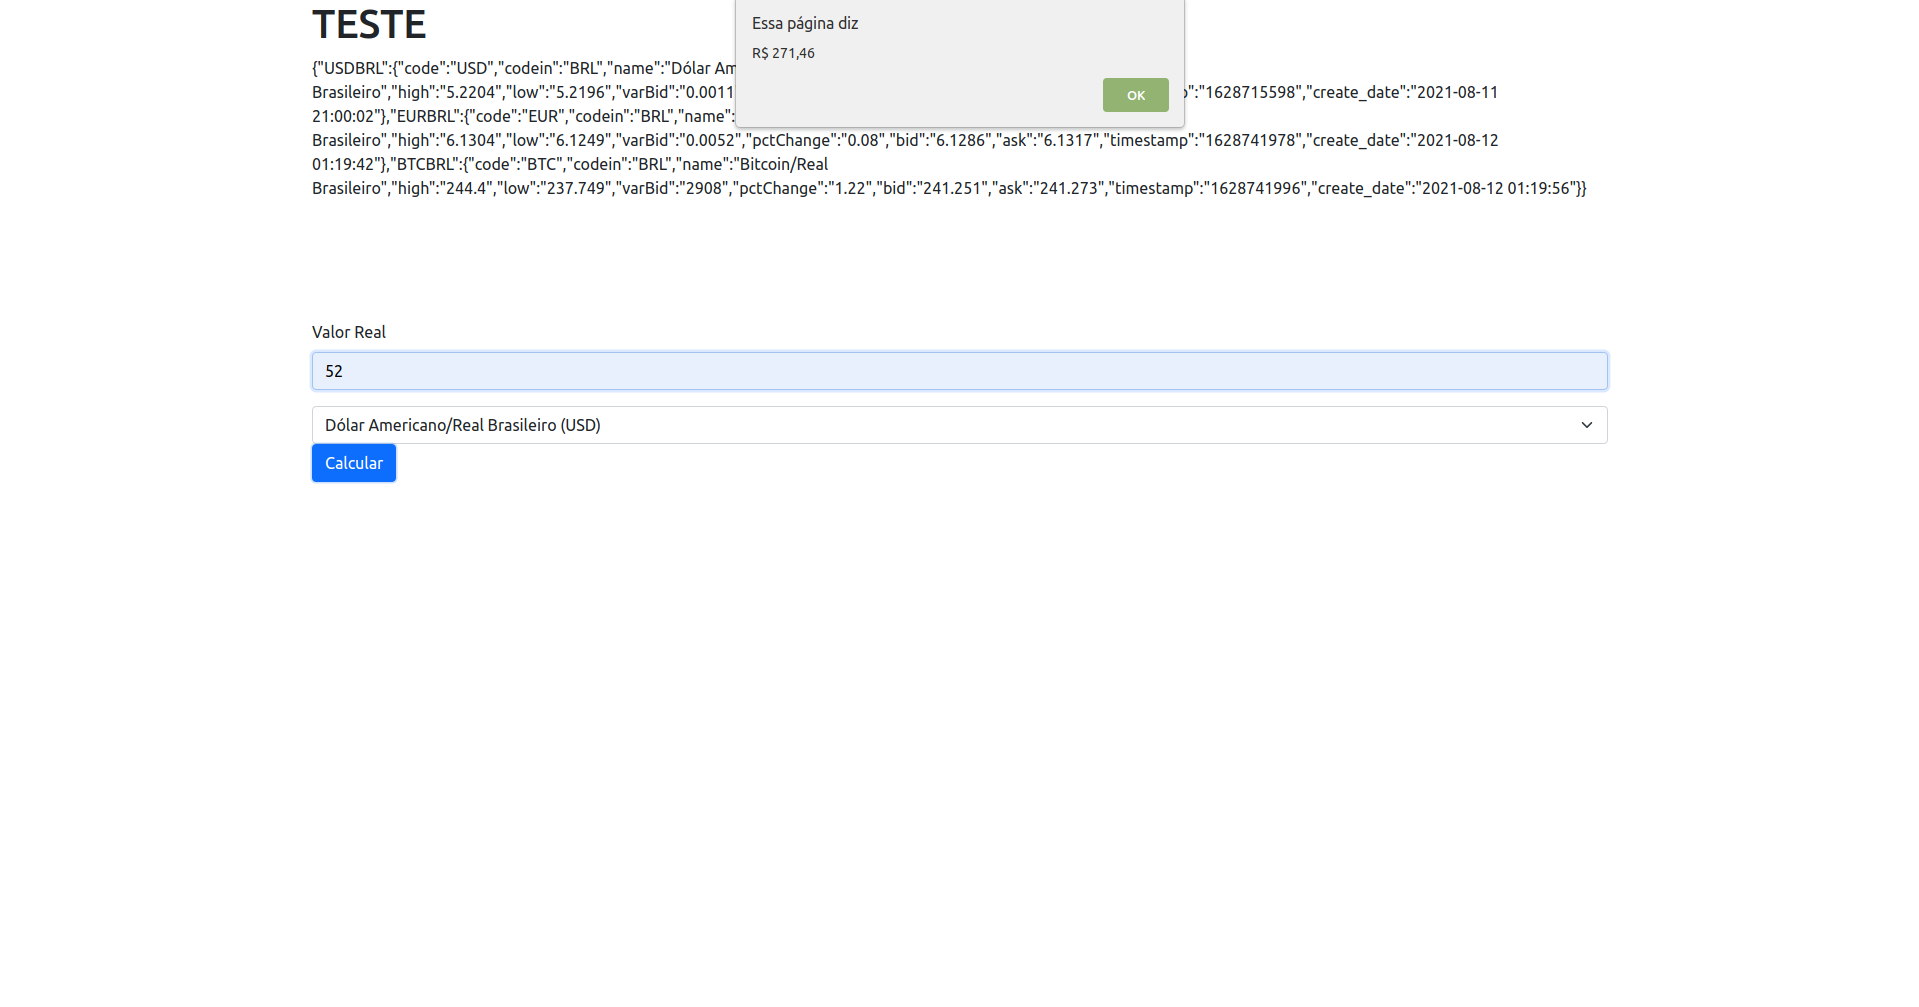 TESTE
{"USDBRL":{"code":"USD","codein":"BRL","name":"Dólar Am
Brasileiro","high":"5.2204","low":"5.2196","varBid":"0.0011
":"1628715598","create_date":"2021-08-11
21:00:02"},"EURBRL":{"code":"EUR","codein":"BRL","name":
Brasileiro","high":"6.1304","low":"6.1249","varBid":"0.0052","pctChange":"0.08","bid":"6.1286","ask":"6.1317","timestamp":"1628741978","create_date":"2021-08-12
01:19:42"},"BTCBRL":{"code":"BTC","codein":"BRL","name":"Bitcoin/Real
Brasileiro","high":"244.4","low":"237.749","varBid":"2908","pctChange":"1.22","bid":"241.251","ask":"241.273","timestamp":"1628741996","create_date":"2021-08-12 01:19:56"}}
Essa página diz
R$ 271,46
OK
Valor Real
52
Dólar Americano/Real Brasileiro (USD)
Calcular